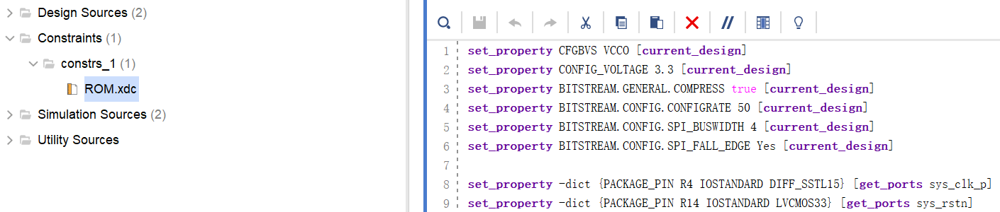 Design Sources (2)
Constraints (1)
constrs_1 (1)
ROM.xdc
Simulation Sources (2)
Utility Sources
1 set_property CFGBVS VCCO [current_design]
2 set_property CONFIG_VOLTAGE 3.3 [current_design]
3 set_property BITSTREAM.GENERAL.COMPRESS true [current_design]
4 set_property BITSTREAM.CONFIG.CONFIGRATE 50 [current_design]
5 set_property BITSTREAM.CONFIG.SPI_BUSWIDTH 4 [current_design]
6 set_property BITSTREAM.CONFIG.SPI_FALL_EDGE Yes [current_design]
7
8 set_property -dict {PACKAGE_PIN R4 IOSTANDARD DIFF_SSTL15} [get_ports sys_clk_p]
9 set_property -dict {PACKAGE_PIN R14 IOSTANDARD LVCMOS33} [get_ports sys_rstn]